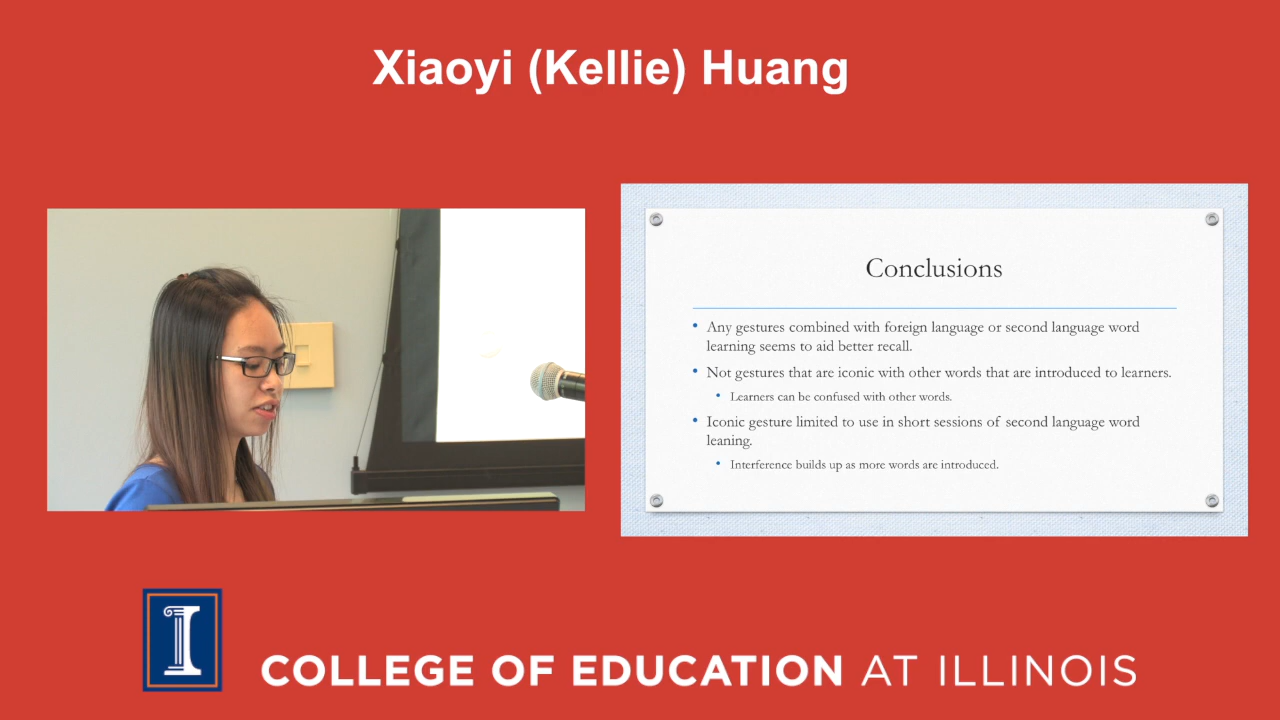 Xiaoyi (Kellie) Huang
Conclusions
• Any gestures combined with foreign language or second language word
learning seems to aid better recall.
• Not gestures that are iconic with other words that are introduced to learners.
• Learners can be confused with other words.
• Iconic gesture limited to use in short sessions of second language word
leaning.
• Interference builds up as more words are introduced.
I
COLLEGE OF EDUCATION AT ILLINOIS